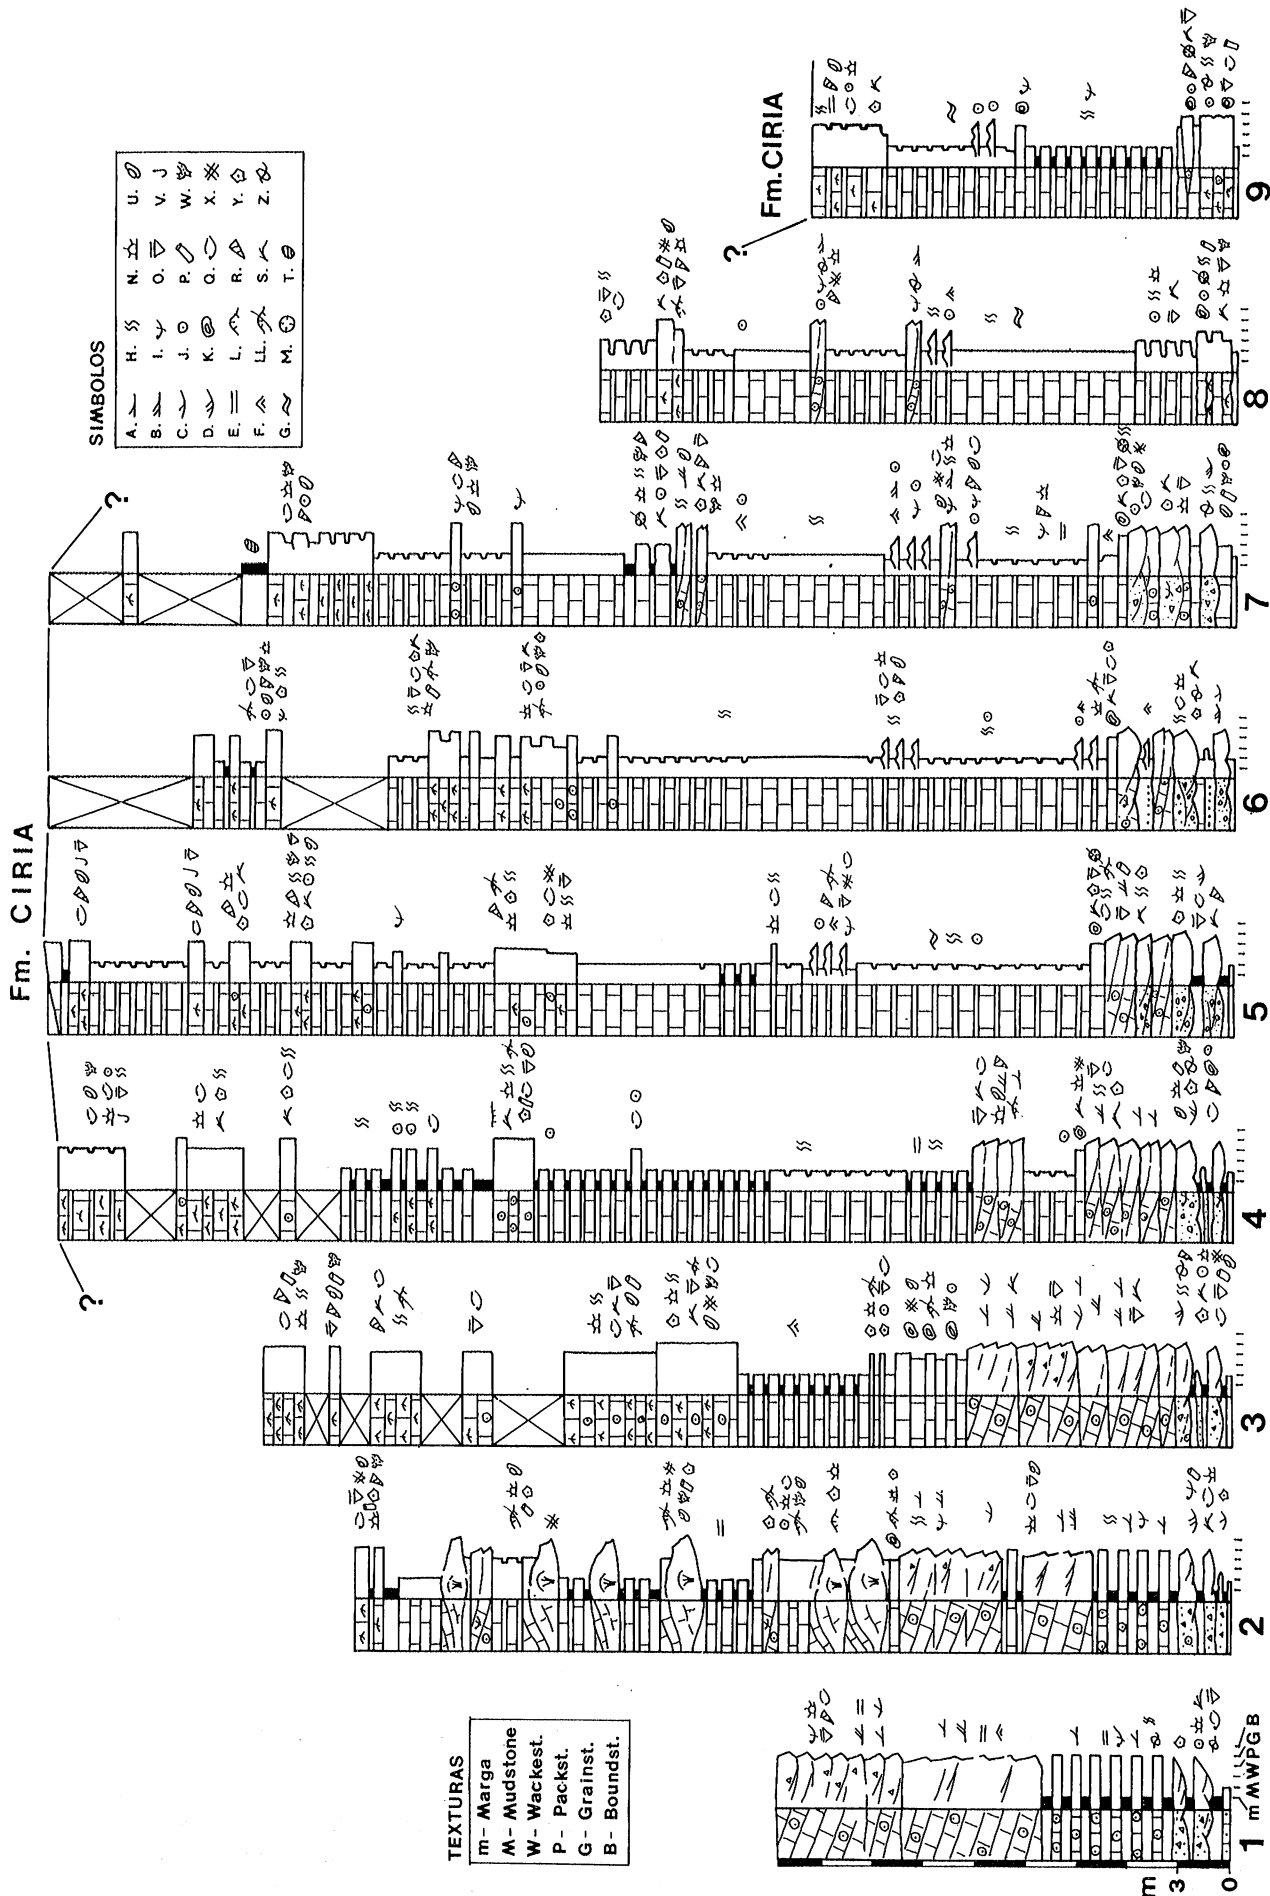 Fm. CIRIA
Fm. CIRIA
?
?
?
SIMBOLOS
A. H. N. U.
B. I. O. V.
C. J. P. W.
D. K. Q. X.
E. L. R. Y.
F. LL. S. Z.
G. M. T.
TEXTURAS
m - Marga
M - Mudstone
W - Wackest.
P - Packst.
G - Grainst.
B - Boundst.
m
3
0
m M W P G B
1
2
3
4
5
6
7
8
9